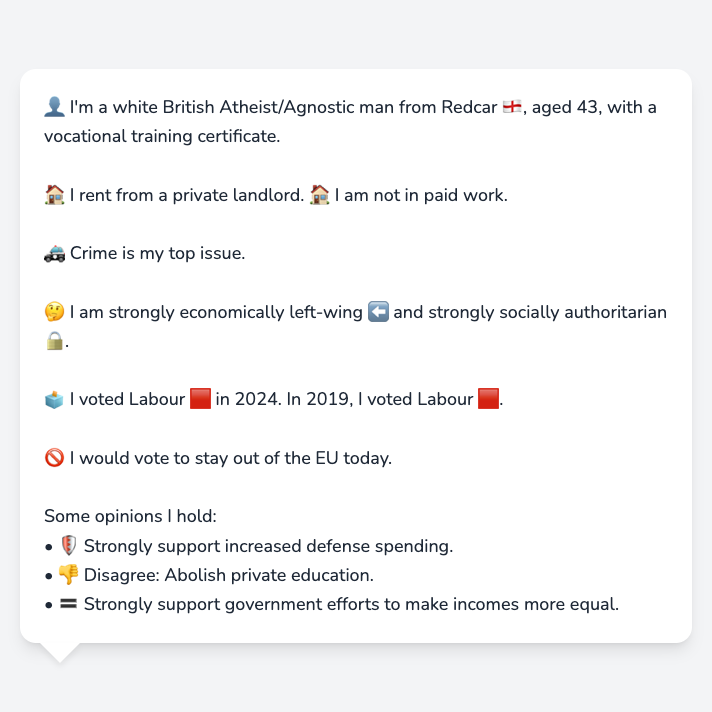 👤 I'm a white British Atheist/Agnostic man from Redcar 🏴󠁧󠁢󠁥󠁮󠁧󠁿, aged 43, with a
vocational training certificate.
🏠 I rent from a private landlord. 🏠 I am not in paid work.
🚓 Crime is my top issue.
🤔 I am strongly economically left-wing ⬅️ and strongly socially authoritarian
🔒.
🗳️ I voted Labour 🟥 in 2024. In 2019, I voted Labour 🟥.
🚫 I would vote to stay out of the EU today.
Some opinions I hold:
• 🛡️ Strongly support increased defense spending.
• 👎 Disagree: Abolish private education.
• 🟰 Strongly support government efforts to make incomes more equal.